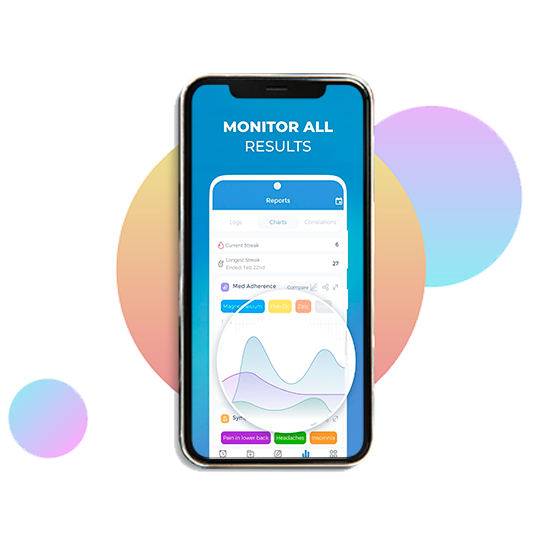 MONITOR ALL
RESULTS
Reports
Logs Charts Correlations
Current Streak 6
Longest Streak 27
Ended: Feb 22nd
Med Adherence Compare
Zinc
Pain in lower back Headaches Insomnia